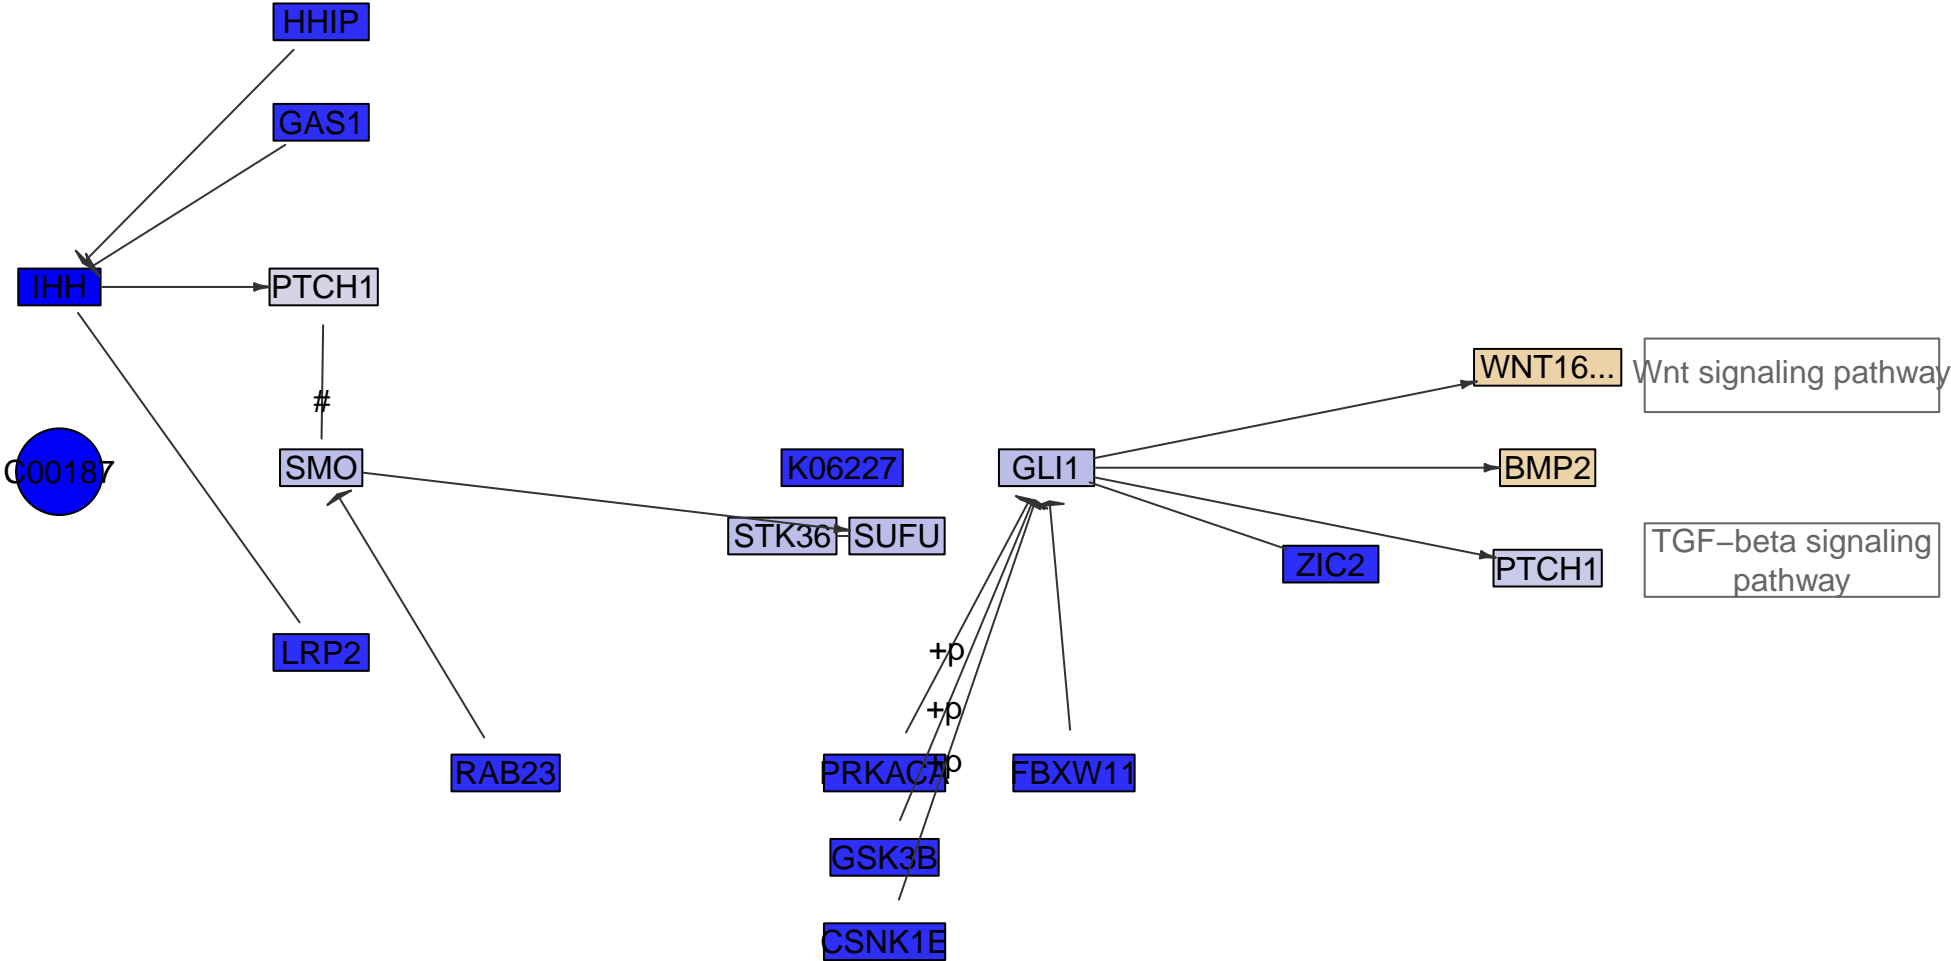 HHIP
GAS1
IHH
PTCH1
WNT16...
Wnt signaling pathway
#
C00187
SMO
K06227
GLI1
BMP2
STK36
SUFU
ZIC2
PTCH1
TGF−beta signaling
pathway
LRP2
+p
+p
+p
RAB23
PRKACA
FBXW11
GSK3B
CSNK1E